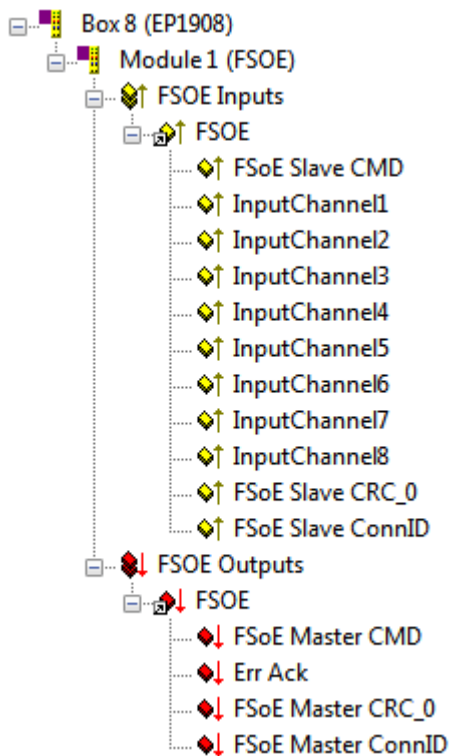 Box 8 (EP1908)
Module 1 (FSOE)
FSOE Inputs
FSOE
FSoE Slave CMD
InputChannel1
InputChannel2
InputChannel3
InputChannel4
InputChannel5
InputChannel6
InputChannel7
InputChannel8
FSoE Slave CRC_0
FSoE Slave ConnID
FSOE Outputs
FSOE
FSoE Master CMD
Err Ack
FSoE Master CRC_0
FSoE Master ConnID